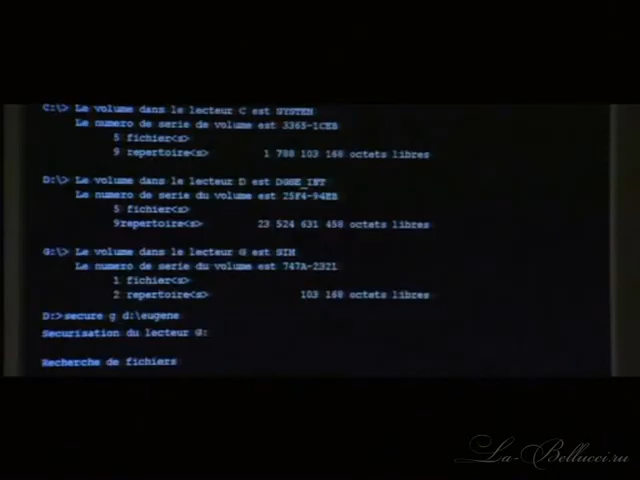 C:\> Le volume dans le lecteur C est SYSTEM
Le numero de serie de volume est 3365-1CEB
5 fichier<s>
9 repertoire<s> 1 788 103 168 octets libres
D:\> Le volume dans le lecteur D est DGSE_INT
Le numero de serie du volume est 25F4-94EB
5 fichier<s>
9repertoire<s> 23 524 631 458 octets libres
G:\> Le volume dans le lecteur G est SIM
Le numero de serie du volume est 747A-2321
1 fichier<s>
2 repertoire<s> 103 168 octets libres
D:>secure g d:\eugene
Securisation du lecteur G:
Recherche de fichiers
La-Bellucci.ru